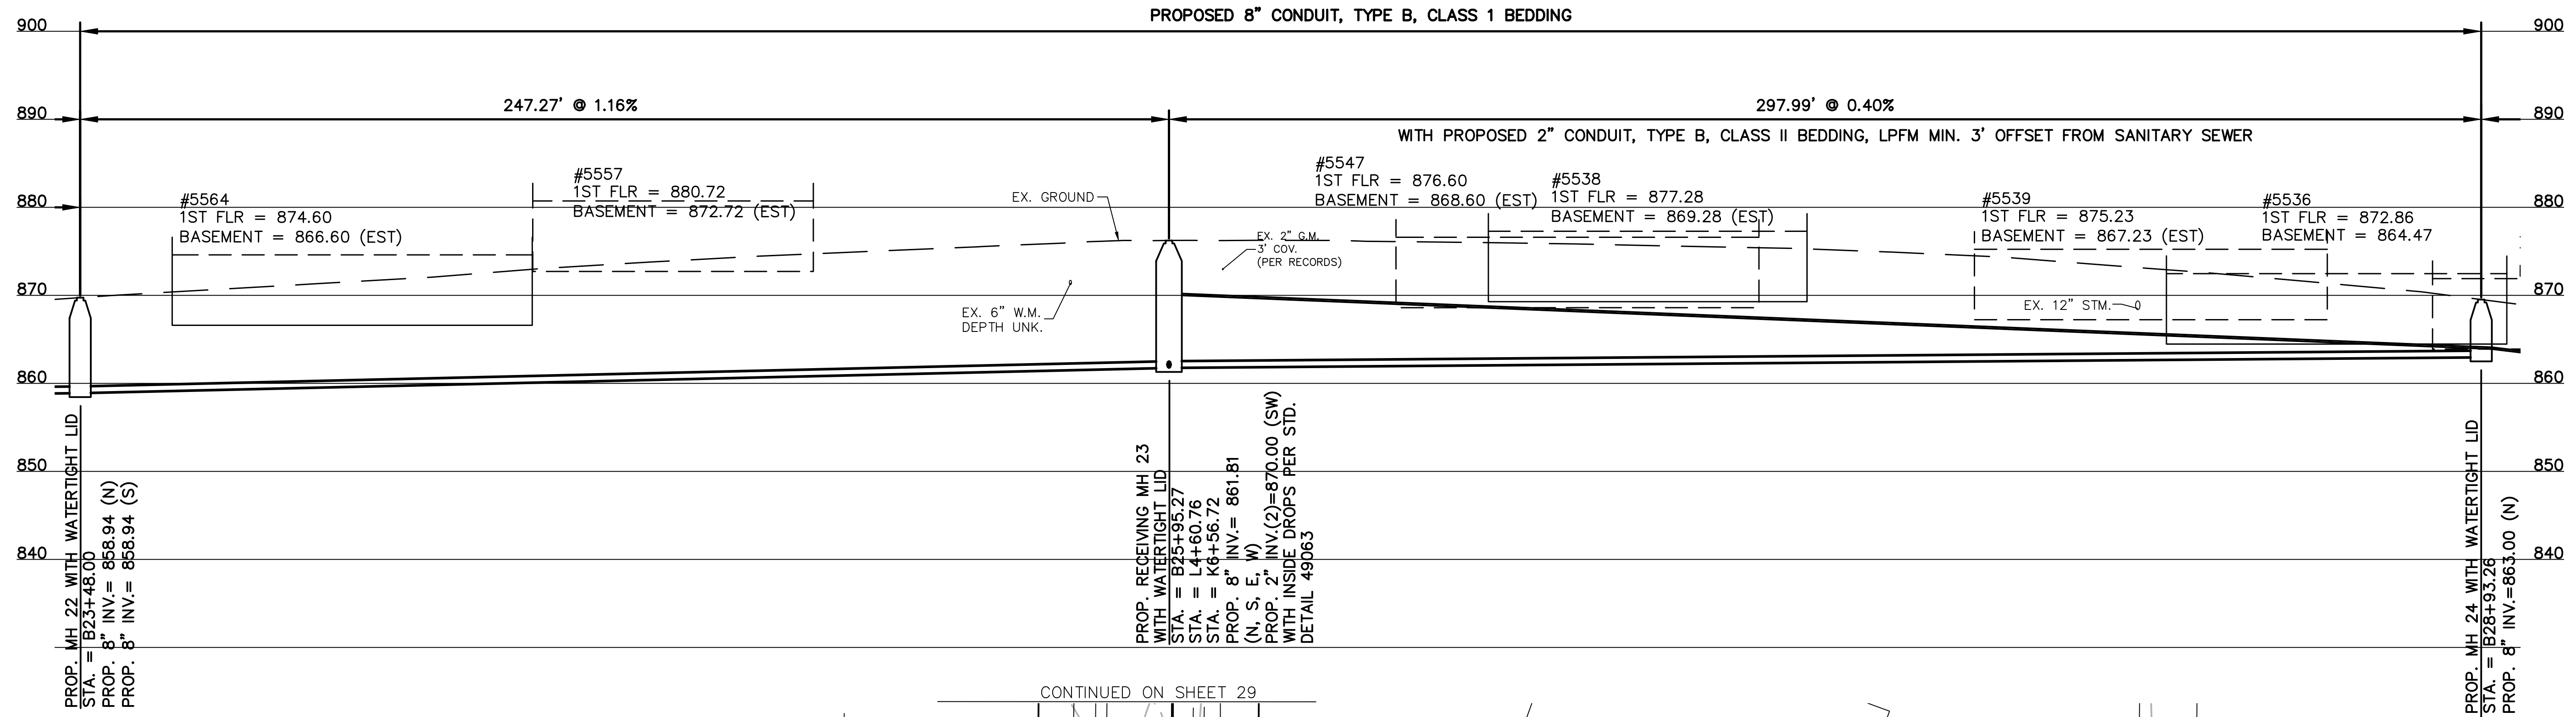 PROPOSED 8" CONDUIT, TYPE B, CLASS 1 BEDDING
900
900
247.27' @ 1.16%
297.99' @ 0.40%
890
890
WITH PROPOSED 2" CONDUIT, TYPE B, CLASS II BEDDING, LPFM MIN. 3' OFFSET FROM SANITARY SEWER
#5564
1ST FLR = 874.60
BASEMENT = 866.60 (EST)
#5557
1ST FLR = 880.72
BASEMENT = 872.72 (EST)
EX. GROUND
#5547
1ST FLR = 876.60
BASEMENT = 868.60 (EST)
#5538
1ST FLR = 877.28
BASEMENT = 869.28 (EST)
#5539
1ST FLR = 875.23
BASEMENT = 867.23 (EST)
#5536
1ST FLR = 872.86
BASEMENT = 864.47
880
880
EX. 2" G.M.
3' COV.
(PER RECORDS)
EX. 6" W.M.
DEPTH UNK.
EX. 12" STM.
870
870
860
860
850
850
840
840
PROP. MH 22 WITH WATERTIGHT LID
STA. = B23+48.00
PROP. 8" INV.= 858.94 (N)
PROP. 8" INV.= 858.94 (S)
PROP. RECEIVING MH 23
WITH WATERTIGHT LID
STA. = B25+95.27
STA. = L4+60.76
STA. = K6+56.72
PROP. 8" INV.= 861.81
(N, S, E, W)
PROP. 2" INV.(2)=870.00 (SW)
WITH INSIDE DROPS PER STD.
DETAIL 49063
PROP. MH 24 WITH WATERTIGHT LID
STA. = B28+93.26
PROP. 8" INV.=863.00 (N)
CONTINUED ON SHEET 29